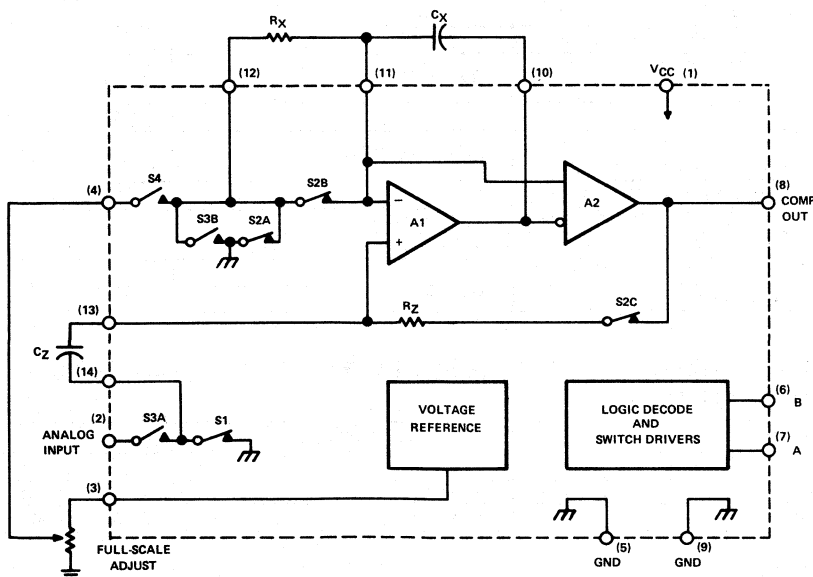 RX
CX
(12)
(11)
(10)
VCC (1)
(4)
S4
S2B
(8)
COMP
OUT
S3B
S2A
−
A1
+
A2
(13)
RZ
S2C
CZ
(14)
(2)
S3A
S1
ANALOG
INPUT
VOLTAGE
REFERENCE
LOGIC DECODE
AND
SWITCH DRIVERS
(6)
B
(7)
A
(3)
FULL-SCALE
ADJUST
(5)
GND
(9)
GND